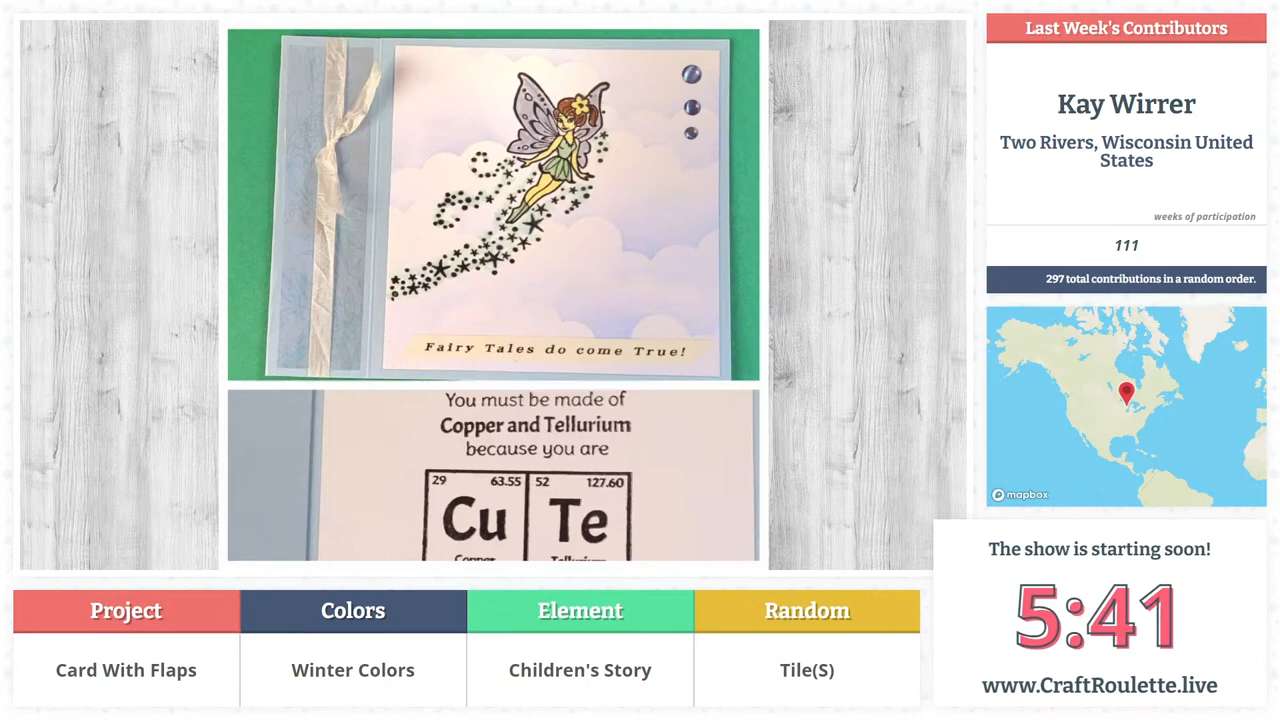 Fairy Tales do come True!
You must be made of
Copper and Tellurium
because you are
29 63.55 52 127.60
Cu Te
Copper Tellurium
Last Week's Contributors
Kay Wirrer
Two Rivers, Wisconsin United
States
weeks of participation
111
297 total contributions in a random order.
mapbox
The show is starting soon!
5:41
www.CraftRoulette.live
Project Colors Element Random
Card With Flaps Winter Colors Children's Story Tile(S)